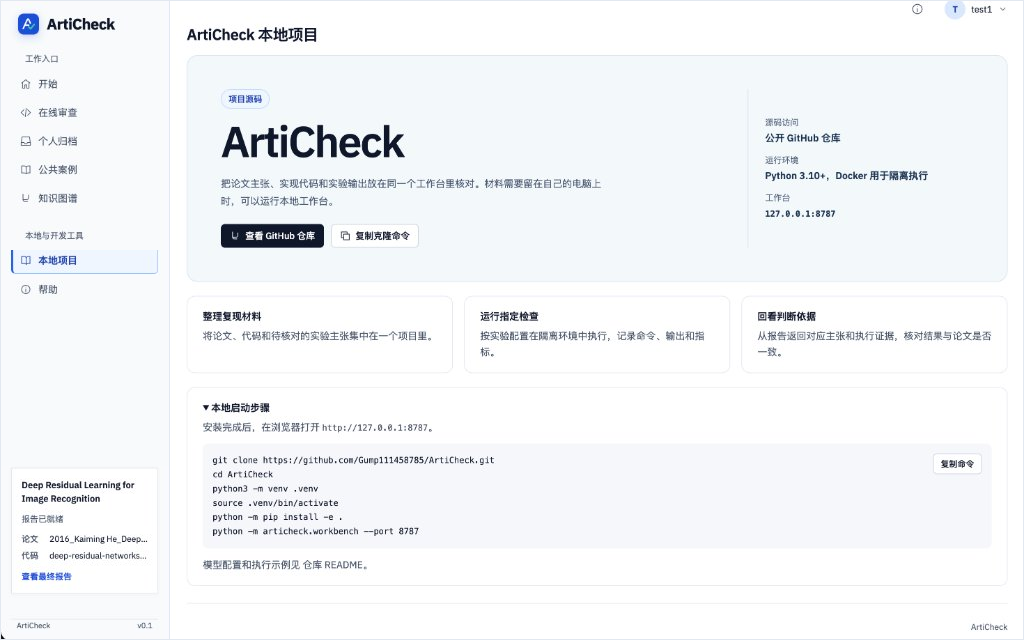 ArtiCheck
工作入口
开始
在线审查
个人归档
公共案例
知识图谱
本地与开发工具
本地项目
帮助
Deep Residual Learning for
Image Recognition
报告已就绪
论文 2016_Kaiming He_Deep...
代码 deep-residual-networks...
查看最终报告
ArtiCheck v0.1
T test1
ArtiCheck 本地项目
项目源码
ArtiCheck
把论文主张、实现代码和实验输出放在同一个工作台里核对。材料需要留在自己的电脑上
时，可以运行本地工作台。
查看 GitHub 仓库 复制克隆命令
源码访问
公开 GitHub 仓库
运行环境
Python 3.10+，Docker 用于隔离执行
工作台
127.0.0.1:8787
整理复现材料
将论文、代码和待核对的实验主张集中在一个项目里。
运行指定检查
按实验配置在隔离环境中执行，记录命令、输出和指
标。
回看判断依据
从报告返回对应主张和执行证据，核对结果与论文是否
一致。
▼ 本地启动步骤
安装完成后，在浏览器打开 http://127.0.0.1:8787。
git clone https://github.com/Gump111458785/ArtiCheck.git
cd ArtiCheck
python3 -m venv .venv
source .venv/bin/activate
python -m pip install -e .
python -m articheck.workbench --port 8787
复制命令
模型配置和执行示例见 仓库 README。
ArtiCheck